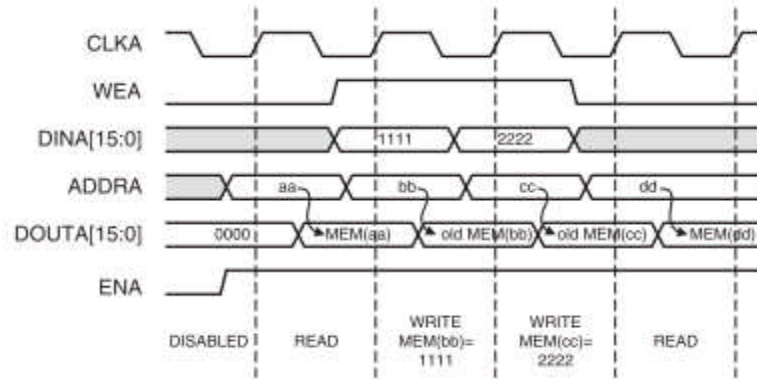 CLKA
WEA
DINA[15:0] 1111 2222
ADDRA aa bb cc dd
DOUTA[15:0] 0000 MEM(aa) old MEM(bb) old MEM(cc) MEM(dd)
ENA
DISABLED READ WRITE MEM(bb)= 1111 WRITE MEM(cc)= 2222 READ